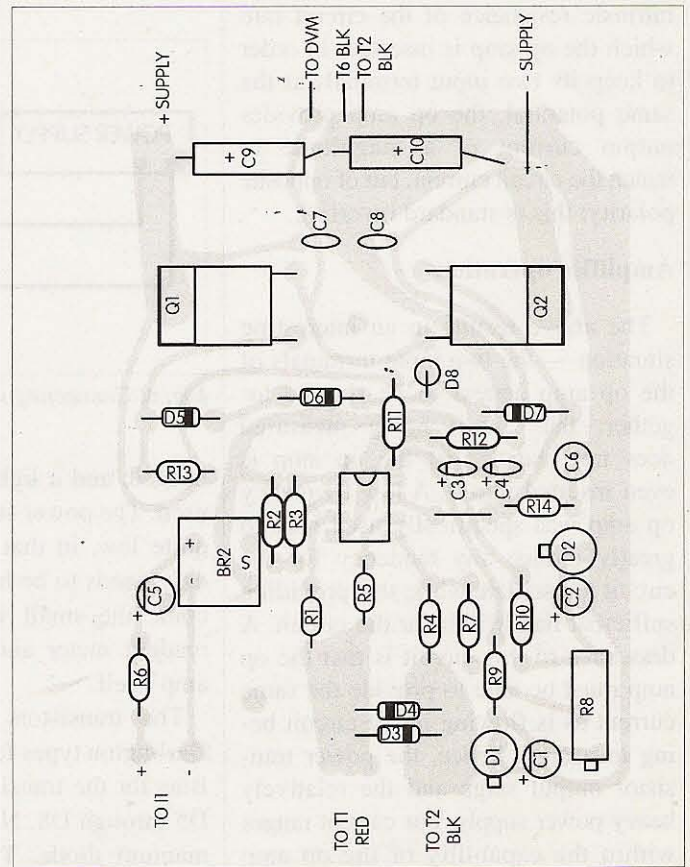 + SUPPLY
TO DVM
T6 BLK
TO T2
BLK
- SUPPLY
+
C9
+
C10
C7
C8
Q1
Q2
D5
D6
D8
D7
R13
R11
R12
+
C3
+
C4
C6
R14
+
C5
+
-
BR2
S
~
R2
R3
R1
R5
R4
R7
R10
D2
C2
+
R6
R9
R8
D4
D3
D1
C1
+
+
-
TO I1
TO T1
RED
TO T2
BLK